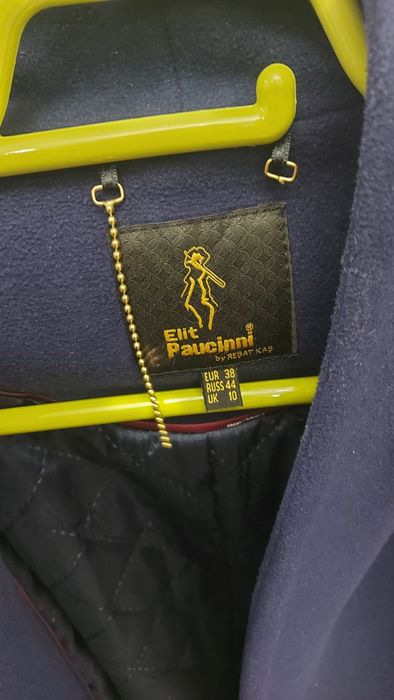 Elit
Paucinni®
by REŞAT KAŞ
EUR 38
RUSS 44
UK 10